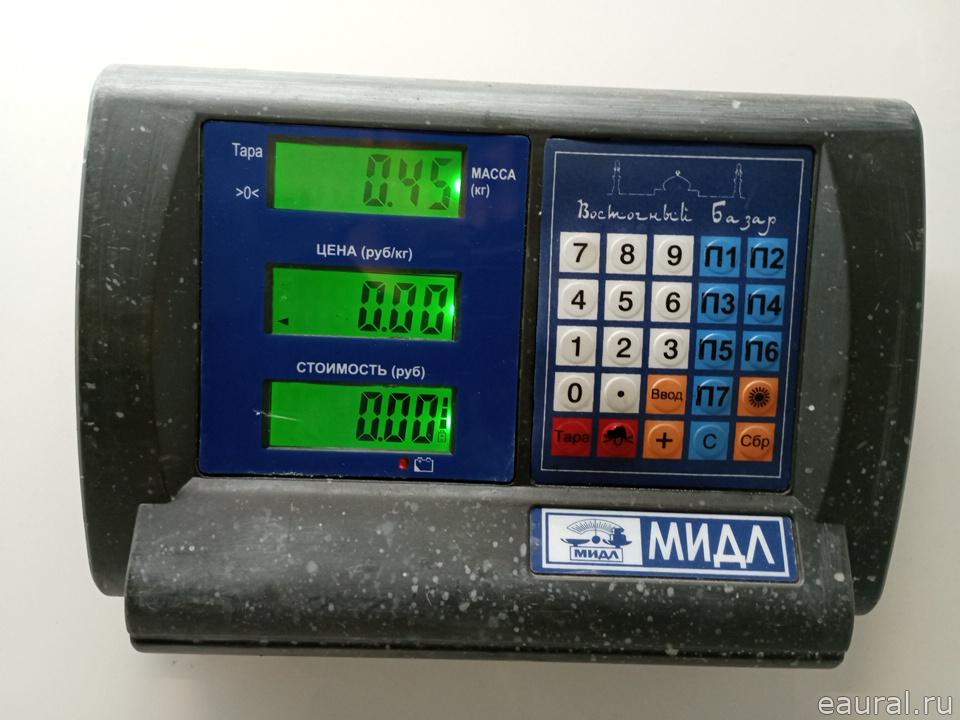 Тара
0.45
МАССА
(кг)
>0<
ЦЕНА (руб/кг)
0.00
СТОИМОСТЬ (руб)
0.00
Восточный Базар
7 8 9 П1 П2
4 5 6 П3 П4
1 2 3 П5 П6
0 . Ввод П7
Тара >0< + С Сбр
МИДЛ
МИДЛ
eaural.ru